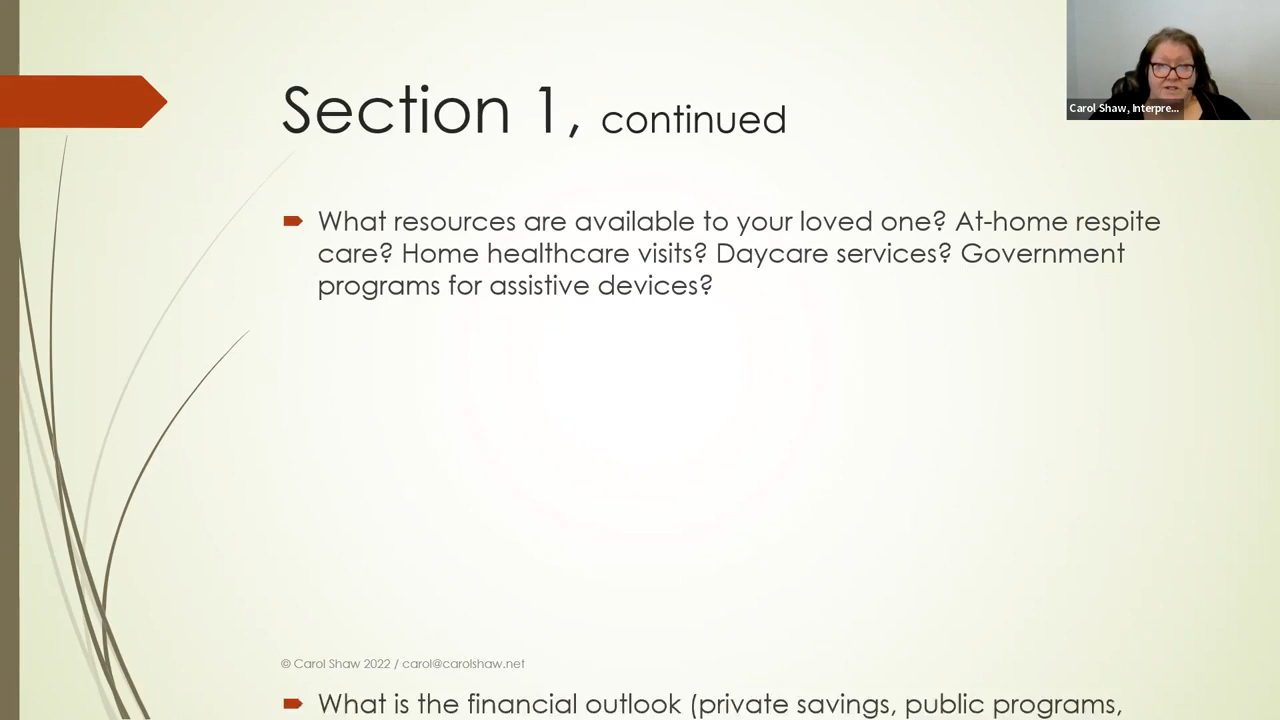 Carol Shaw, Interpre...
Section 1, continued
What resources are available to your loved one? At-home respite
care? Home healthcare visits? Daycare services? Government
programs for assistive devices?
© Carol Shaw 2022 / carol@carolshaw.net
What is the financial outlook (private savings, public programs,